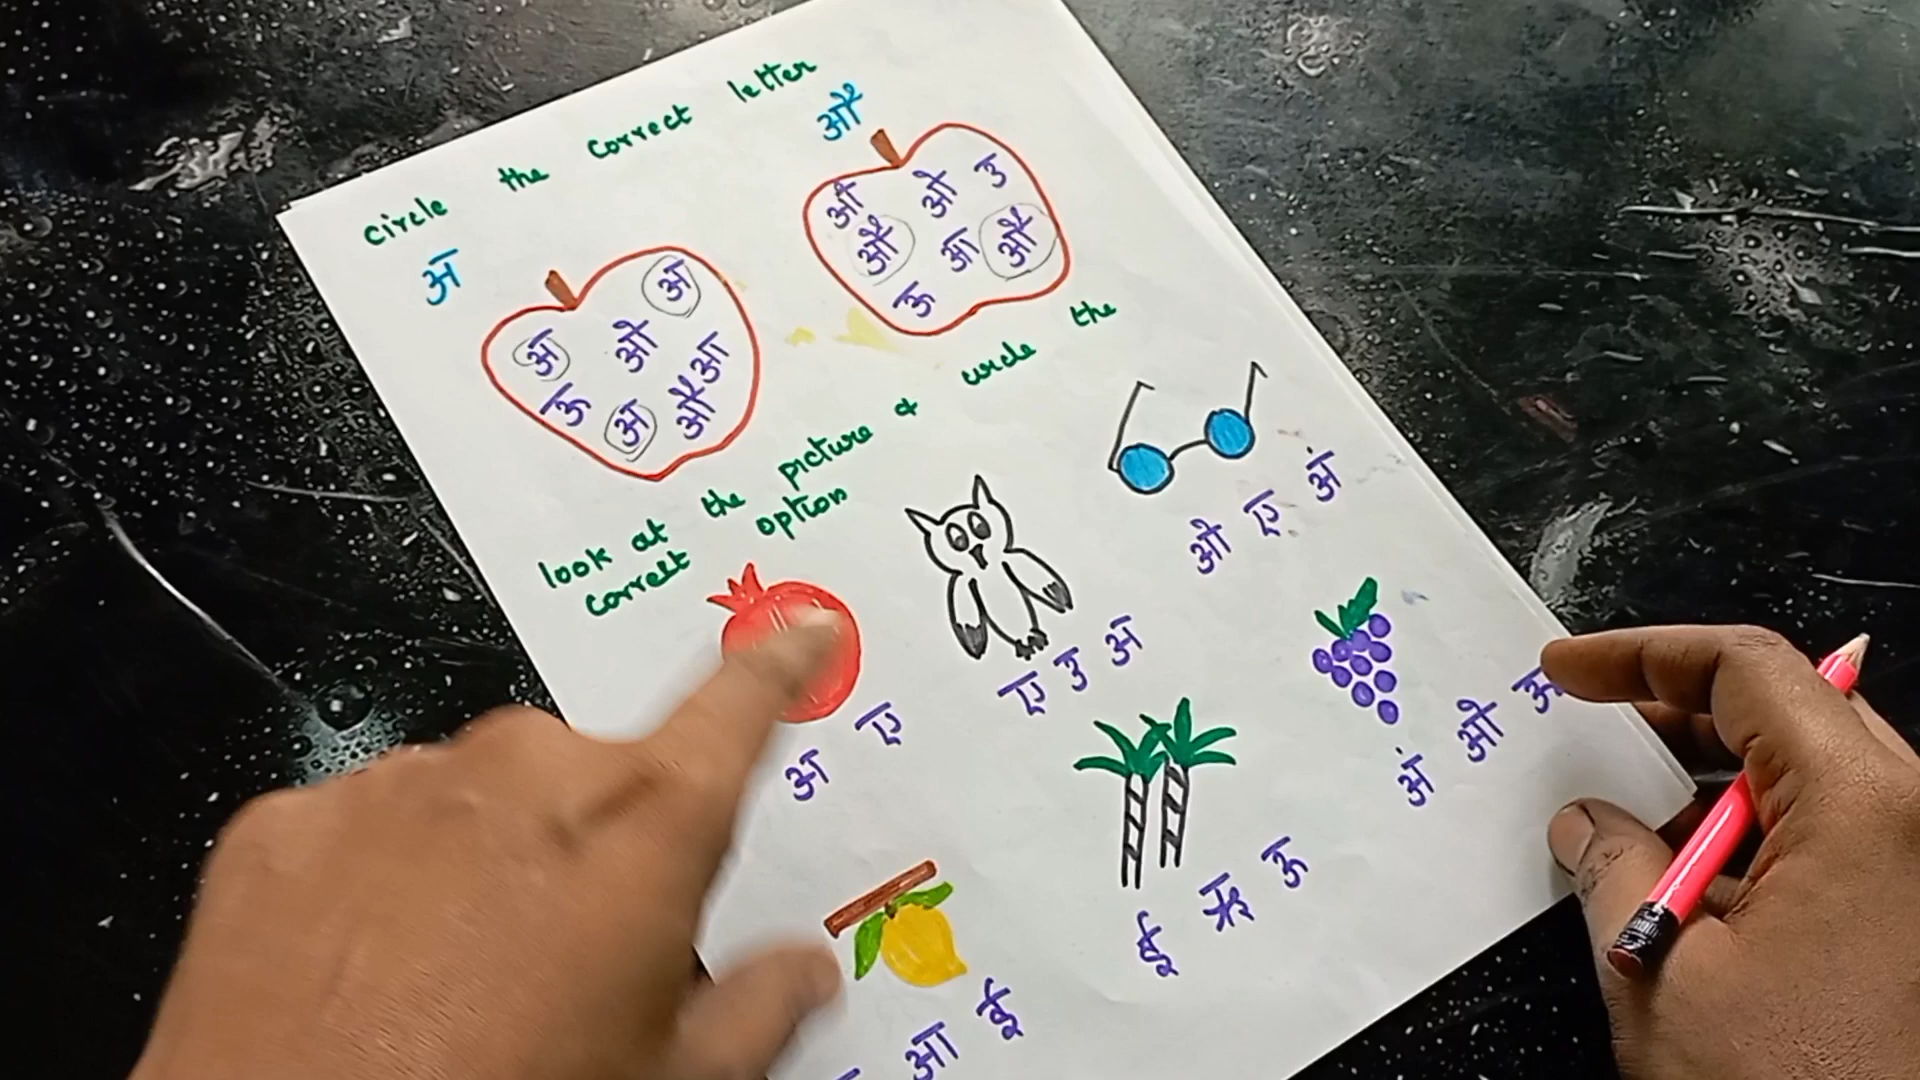 circle the correct letter
अ
औ
अ ओ अ
ऊ अ औ आ
ओ उ
औ आ औ
ऊ
look at the picture & circle the
correct option
अ ए
ए उ अ
ओ ए अं
आ ई
ई ऋ ऊ
अं ओ